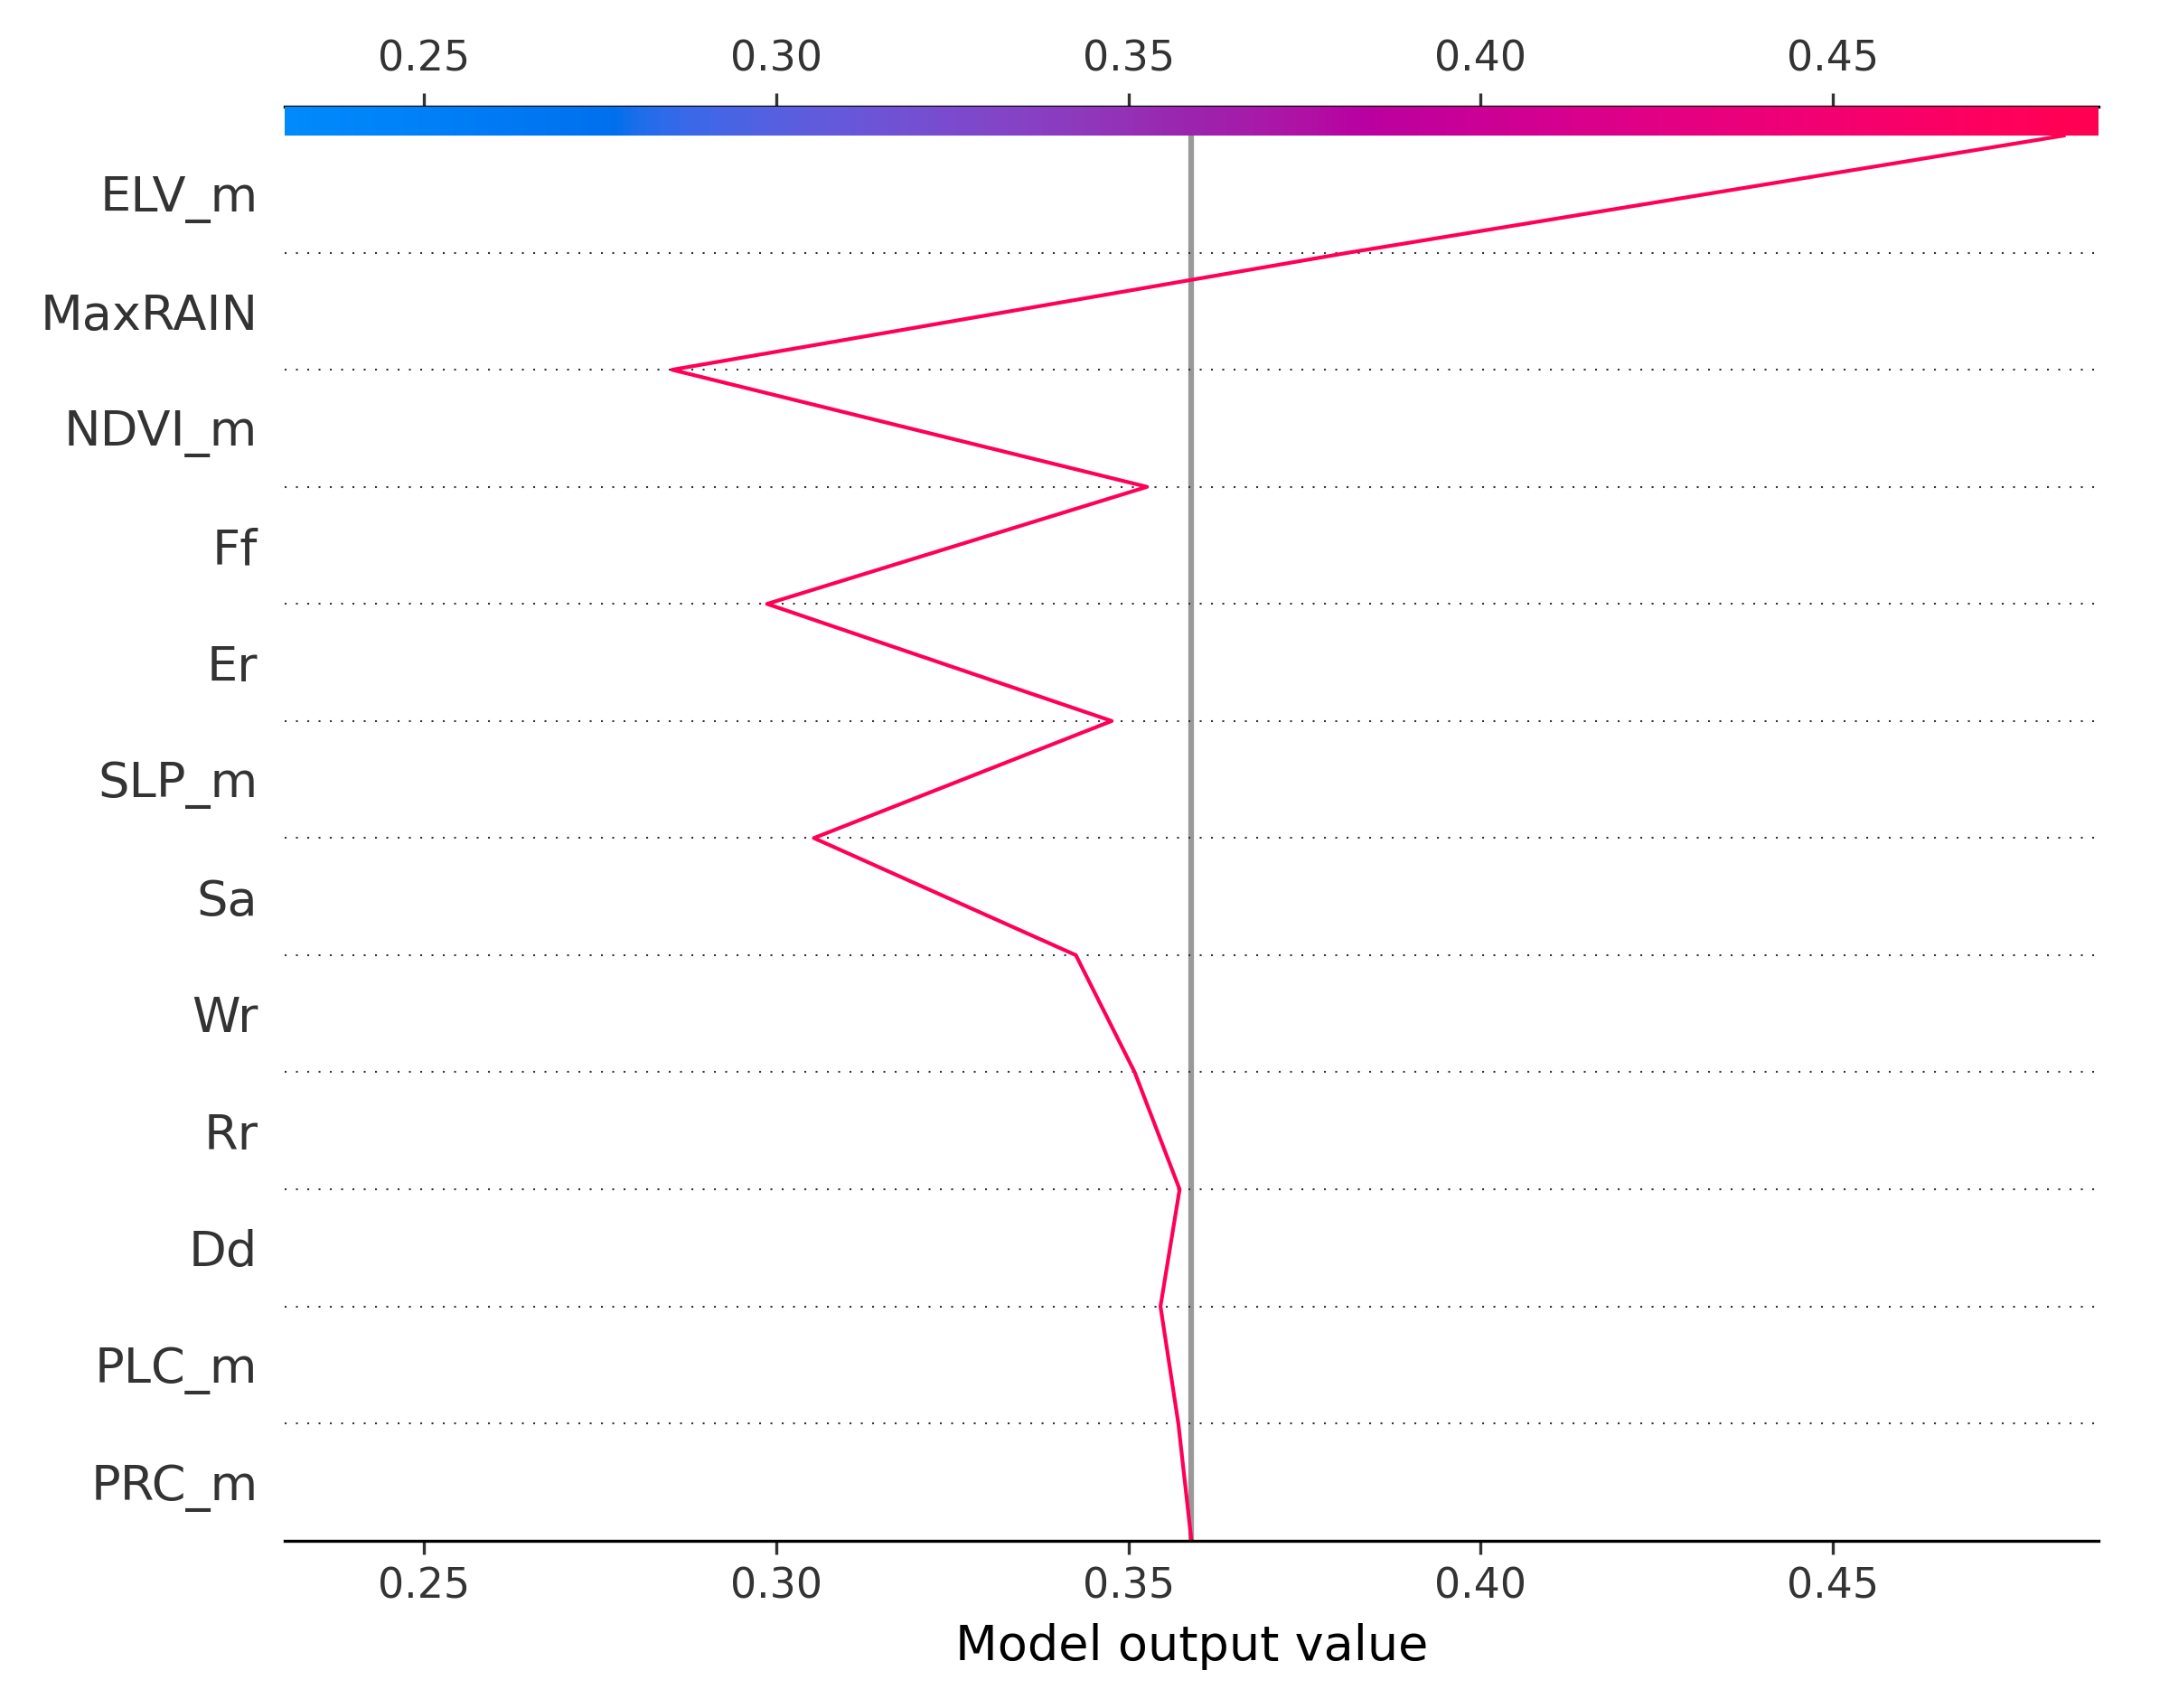 0.25 0.30 0.35 0.40 0.45
ELV_m
MaxRAIN
NDVI_m
Ff
Er
SLP_m
Sa
Wr
Rr
Dd
PLC_m
PRC_m
0.25 0.30 0.35 0.40 0.45
Model output value